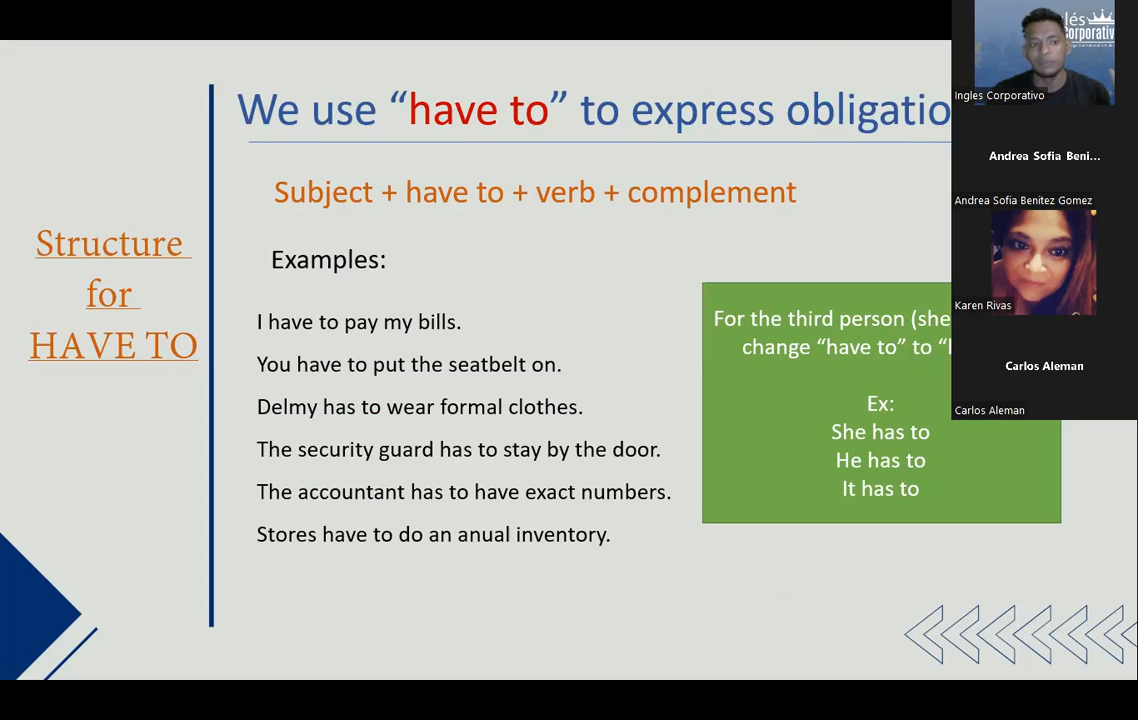 We use “have to” to express obligatio
Subject + have to + verb + complement
Structure
for
HAVE TO
Examples:
I have to pay my bills.
You have to put the seatbelt on.
Delmy has to wear formal clothes.
The security guard has to stay by the door.
The accountant has to have exact numbers.
Stores have to do an anual inventory.
For the third person (she
change “have to” to “
Ex:
She has to
He has to
It has to
lés
Corporativ
Ingles Corporativo
Andrea Sofia Beni...
Andrea Sofia Benitez Gomez
Karen Rivas
Carlos Aleman
Carlos Aleman